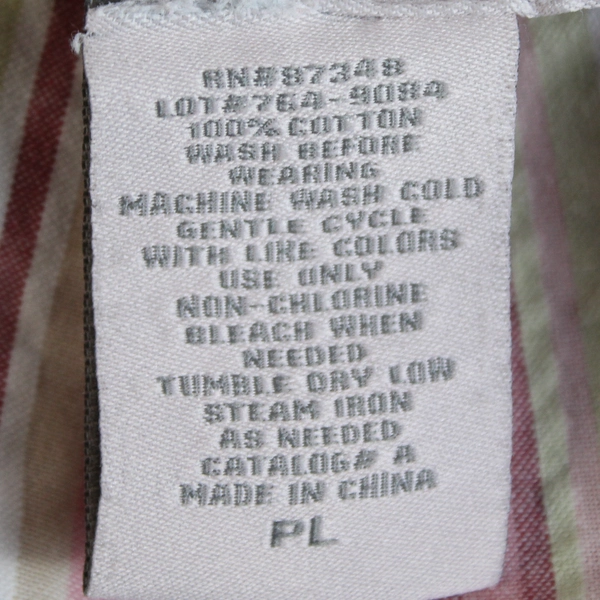 RN#87348
LOT#764-9084
100% COTTON
WASH BEFORE
WEARING
MACHINE WASH COLD
GENTLE CYCLE
WITH LIKE COLORS
USE ONLY
NON-CHLORINE
BLEACH WHEN
NEEDED
TUMBLE DRY LOW
STEAM IRON
AS NEEDED
CATALOG# A
MADE IN CHINA
PL